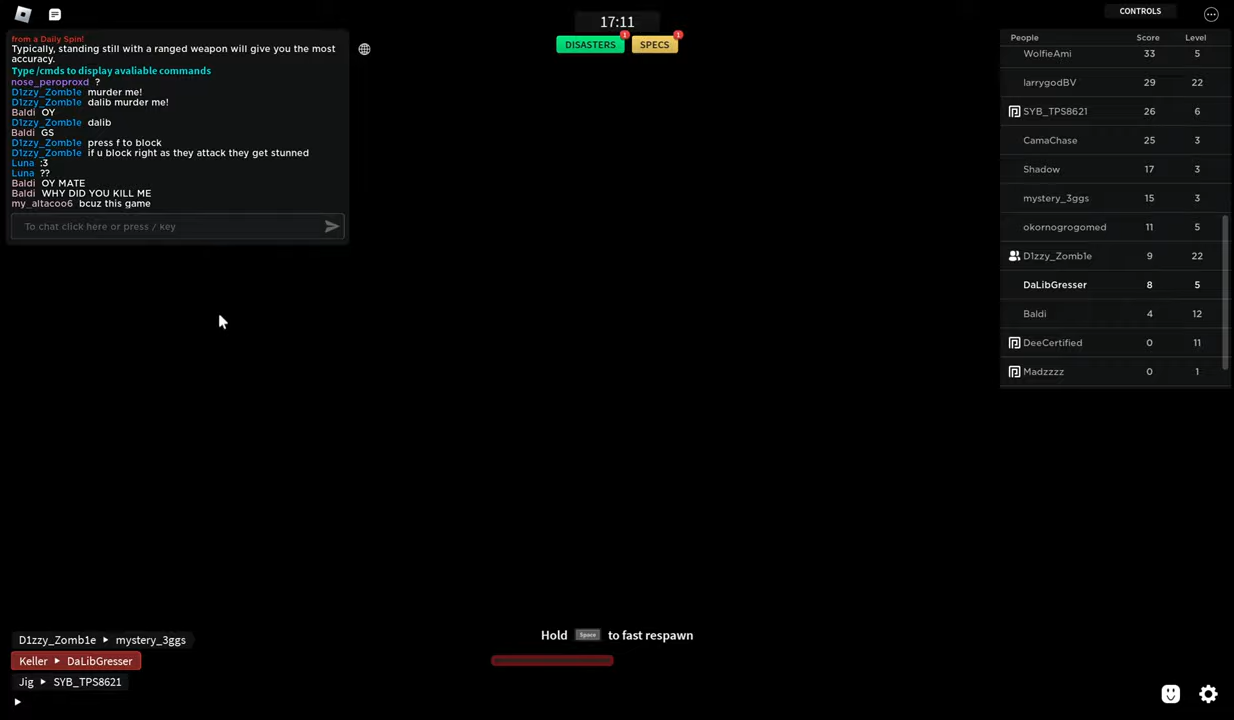 17:11
CONTROLS
DISASTERS 1
SPECS 1
from a Daily Spin!
Typically, standing still with a ranged weapon will give you the most
accuracy.
Type /cmds to display avaliable commands
nose_peroproxd ?
D1zzy_Zomb1e murder me!
D1zzy_Zomb1e dalib murder me!
Baldi OY
D1zzy_Zomb1e dalib
Baldi GS
D1zzy_Zomb1e press f to block
D1zzy_Zomb1e if u block right as they attack they get stunned
Luna :3
Luna ??
Baldi OY MATE
Baldi WHY DID YOU KILL ME
my_altacoo6 bcuz this game
To chat click here or press / key
People Score Level
WolfieAmi 33 5
larrygodBV 29 22
SYB_TPS8621 26 6
CamaChase 25 3
Shadow 17 3
mystery_3ggs 15 3
okornogrogomed 11 5
D1zzy_Zomb1e 9 22
DaLibGresser 8 5
Baldi 4 12
DeeCertified 0 11
Madzzzz 0 1
Hold Space to fast respawn
D1zzy_Zomb1e mystery_3ggs
Keller DaLibGresser
Jig SYB_TPS8621